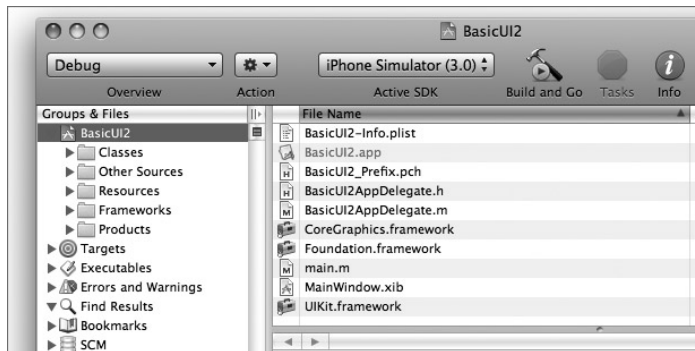 BasicUI2
Debug
iPhone Simulator (3.0)
Overview
Action
Active SDK
Build and Go
Tasks
Info
Groups & Files
BasicUI2
Classes
Other Sources
Resources
Frameworks
Products
Targets
Executables
Errors and Warnings
Find Results
Bookmarks
SCM
File Name
BasicUI2-Info.plist
BasicUI2.app
BasicUI2_Prefix.pch
BasicUI2AppDelegate.h
BasicUI2AppDelegate.m
CoreGraphics.framework
Foundation.framework
main.m
MainWindow.xib
UIKit.framework